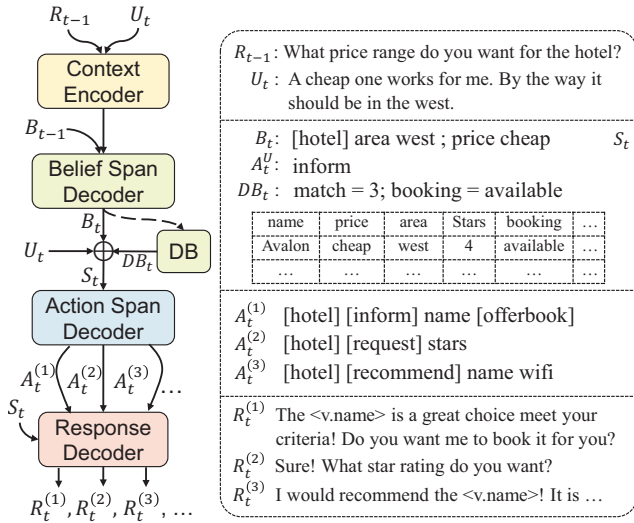 R_{t−1} U_t
Context
Encoder
B_{t−1}
Belief Span
Decoder
B_t
U_t DB_t DB
S_t
Action Span
Decoder
A_t^{(1)} A_t^{(2)} A_t^{(3)} ...
S_t
Response
Decoder
R_t^{(1)}, R_t^{(2)}, R_t^{(3)}, ...
R_{t−1} : What price range do you want for the hotel?
U_t : A cheap one works for me. By the way it
should be in the west.
B_t : [hotel] area west ; price cheap S_t
A_t^U : inform
DB_t : match = 3; booking = available
name price area Stars booking ...
Avalon cheap west 4 available ...
... ... ... ... ...
A_t^{(1)} [hotel] [inform] name [offerbook]
A_t^{(2)} [hotel] [request] stars
A_t^{(3)} [hotel] [recommend] name wifi
R_t^{(1)} The <v.name> is a great choice meet your
criteria! Do you want me to book it for you?
R_t^{(2)} Sure! What star rating do you want?
R_t^{(3)} I would recommend the <v.name>! It is ...